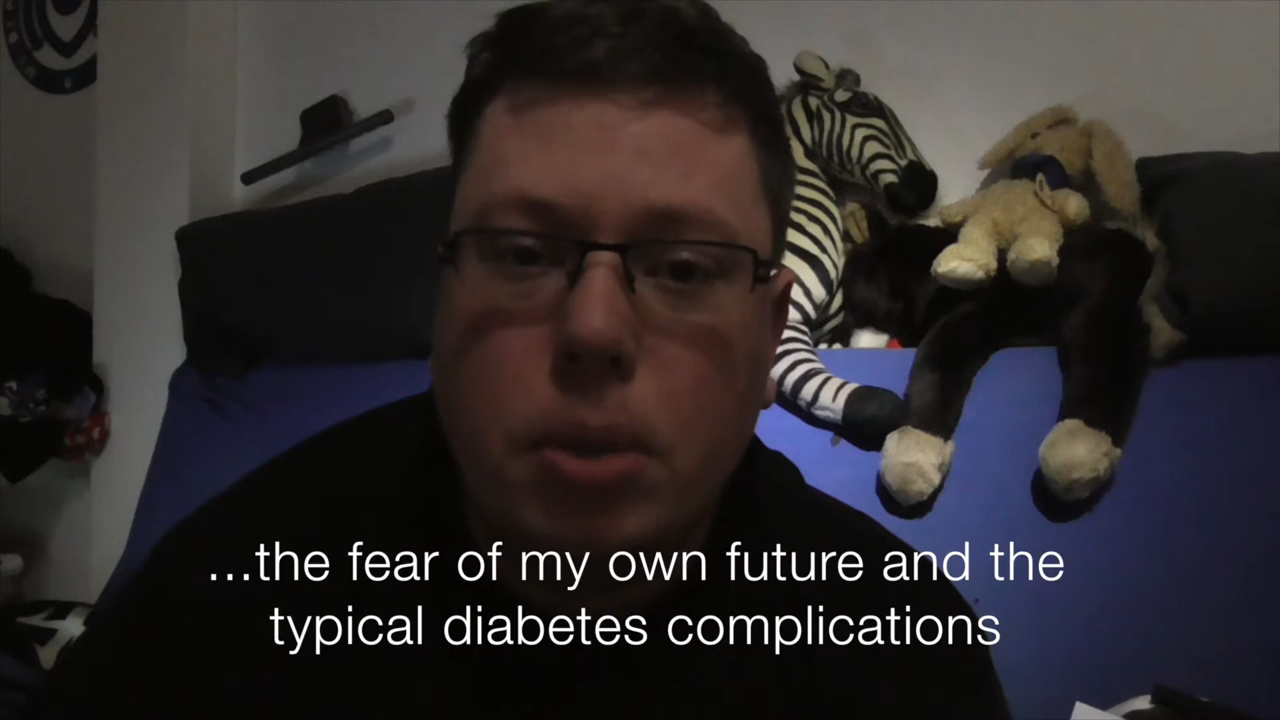 ...the fear of my own future and the
typical diabetes complications